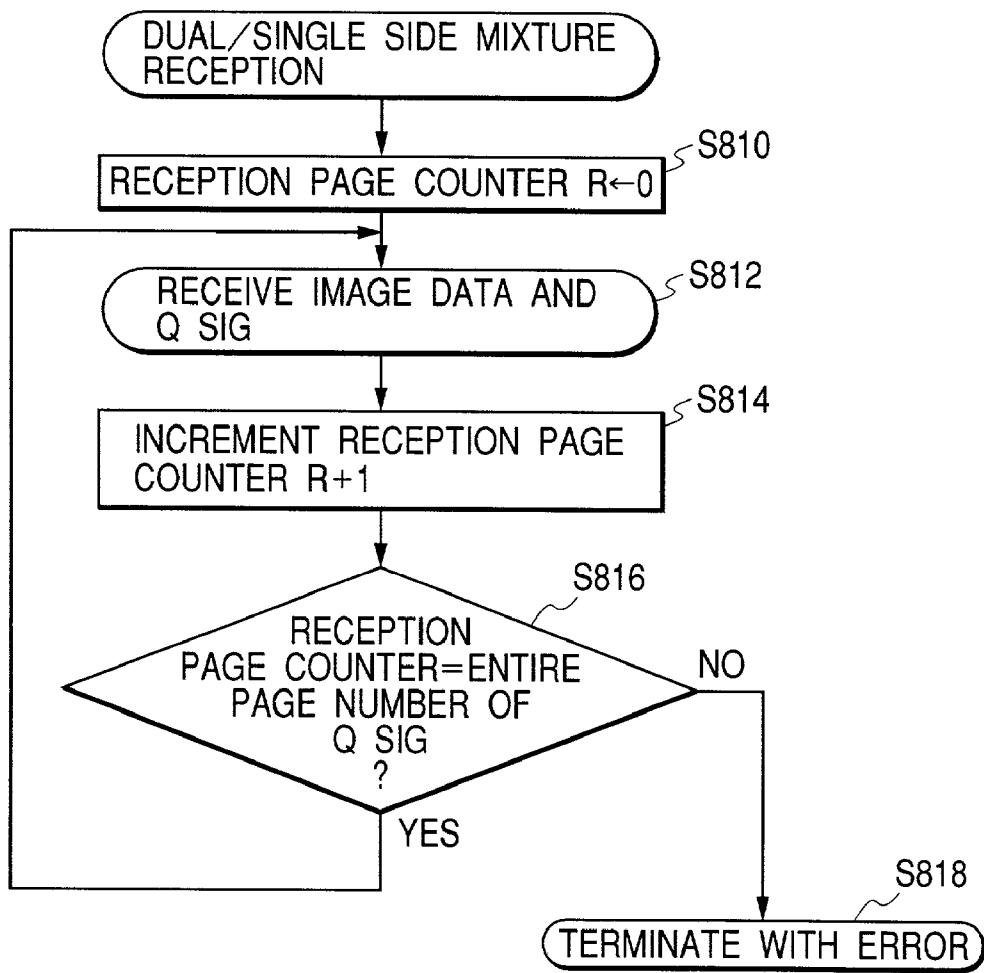 DUAL/SINGLE SIDE MIXTURE
RECEPTION
S810
RECEPTION PAGE COUNTER R←0
S812
RECEIVE IMAGE DATA AND
Q SIG
S814
INCREMENT RECEPTION PAGE
COUNTER R+1
S816
RECEPTION
PAGE COUNTER=ENTIRE
PAGE NUMBER OF
Q SIG
?
NO
YES
S818
TERMINATE WITH ERROR